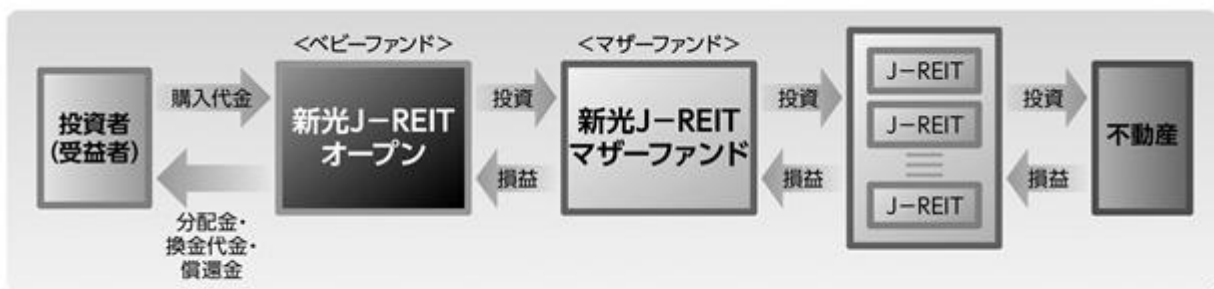 <ベビーファンド>
<マザーファンド>
投資者
(受益者)
購入代金
分配金・
換金代金・
償還金
新光J−REIT
オープン
投資
損益
新光J−REIT
マザーファンド
投資
損益
J−REIT
J−REIT
J−REIT
投資
損益
不動産